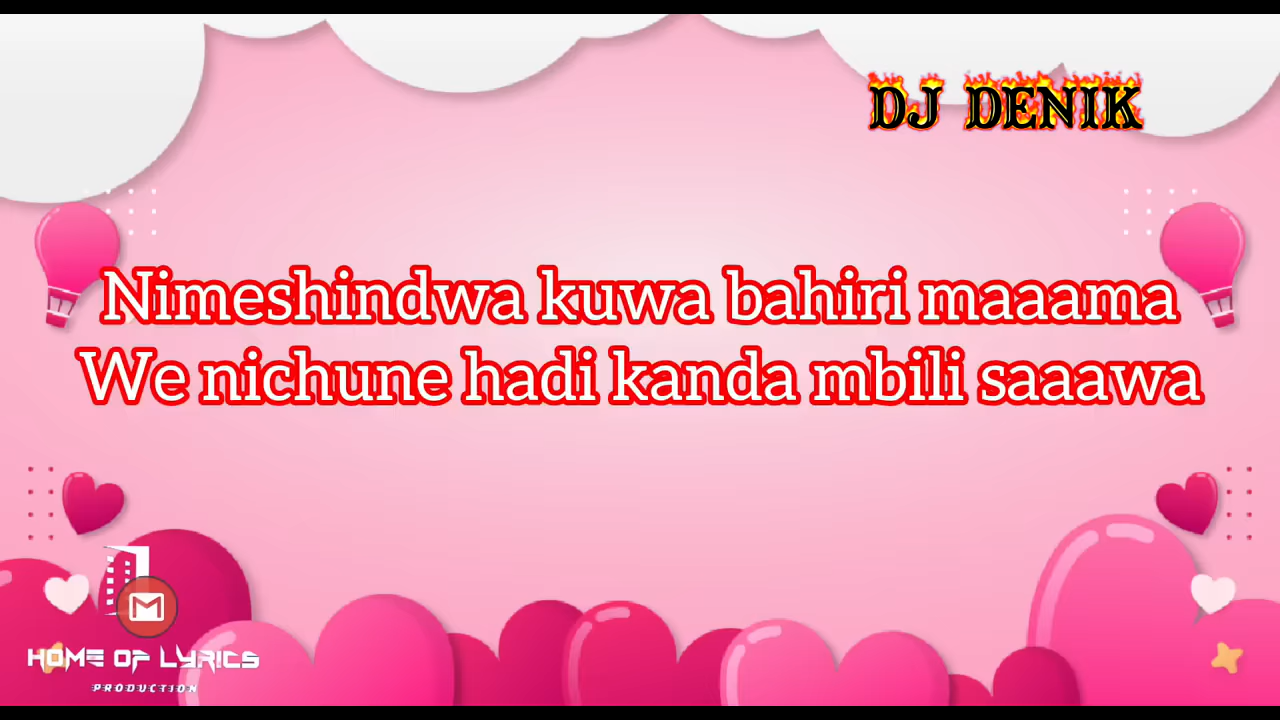 DJ DENIK
Nimeshindwa kuwa bahiri maaama
We nichune hadi kanda mbili saaawa
HOME OF LYRICS
PRODUCTION